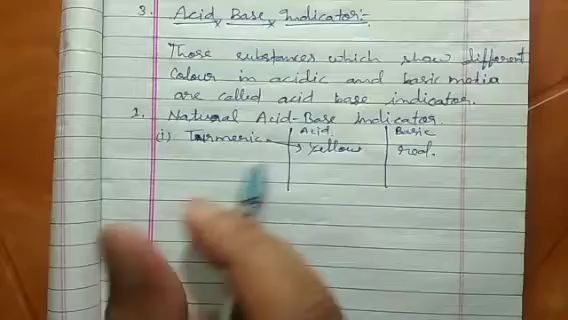 3. Acid, Base, Indicator:-
Those substances which show different
colour in acidic and basic media
are called acid base indicator.
1. Natural Acid-Base Indicator.
Acid Basic
(i) Turmeric → Yellow red.